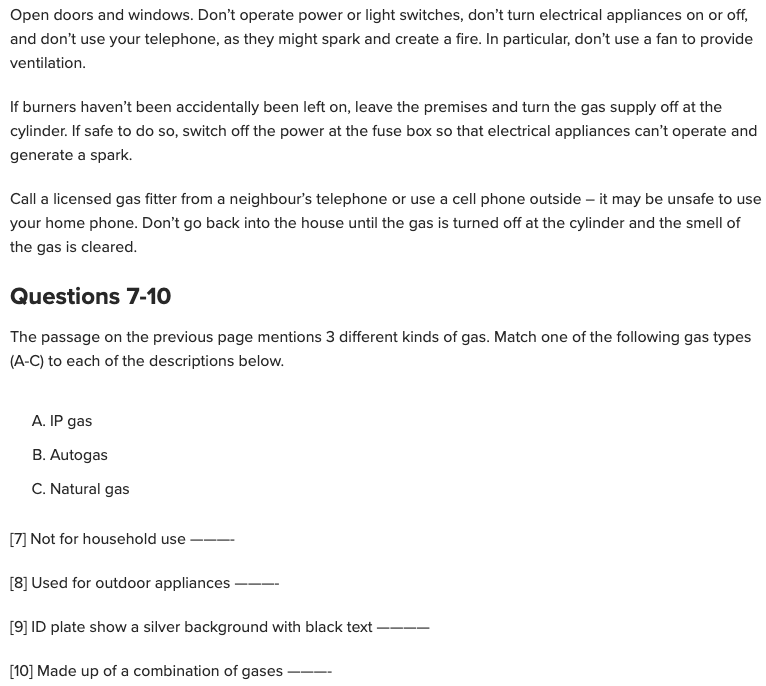 Open doors and windows. Don’t operate power or light switches, don’t turn electrical appliances on or off,
and don’t use your telephone, as they might spark and create a fire. In particular, don’t use a fan to provide
ventilation.
If burners haven’t been accidentally been left on, leave the premises and turn the gas supply off at the
cylinder. If safe to do so, switch off the power at the fuse box so that electrical appliances can’t operate and
generate a spark.
Call a licensed gas fitter from a neighbour’s telephone or use a cell phone outside – it may be unsafe to use
your home phone. Don’t go back into the house until the gas is turned off at the cylinder and the smell of
the gas is cleared.
Questions 7-10
The passage on the previous page mentions 3 different kinds of gas. Match one of the following gas types
(A-C) to each of the descriptions below.
A. IP gas
B. Autogas
C. Natural gas
[7] Not for household use ———-
[8] Used for outdoor appliances ———-
[9] ID plate show a silver background with black text ————
[10] Made up of a combination of gases ———-